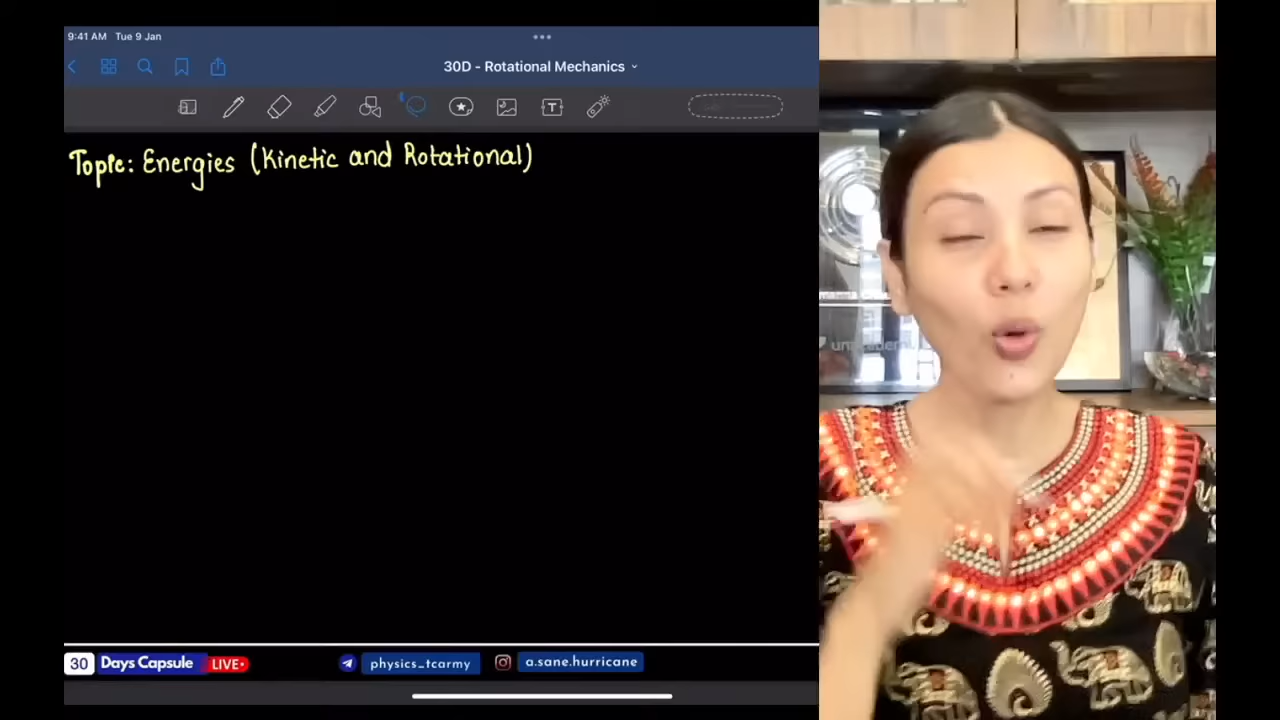 9:41 AM Tue 9 Jan
30D - Rotational Mechanics
T
Topic: Energies (Kinetic and Rotational)
30 Days Capsule LIVE
physics_tcarmy
a.sane.hurricane